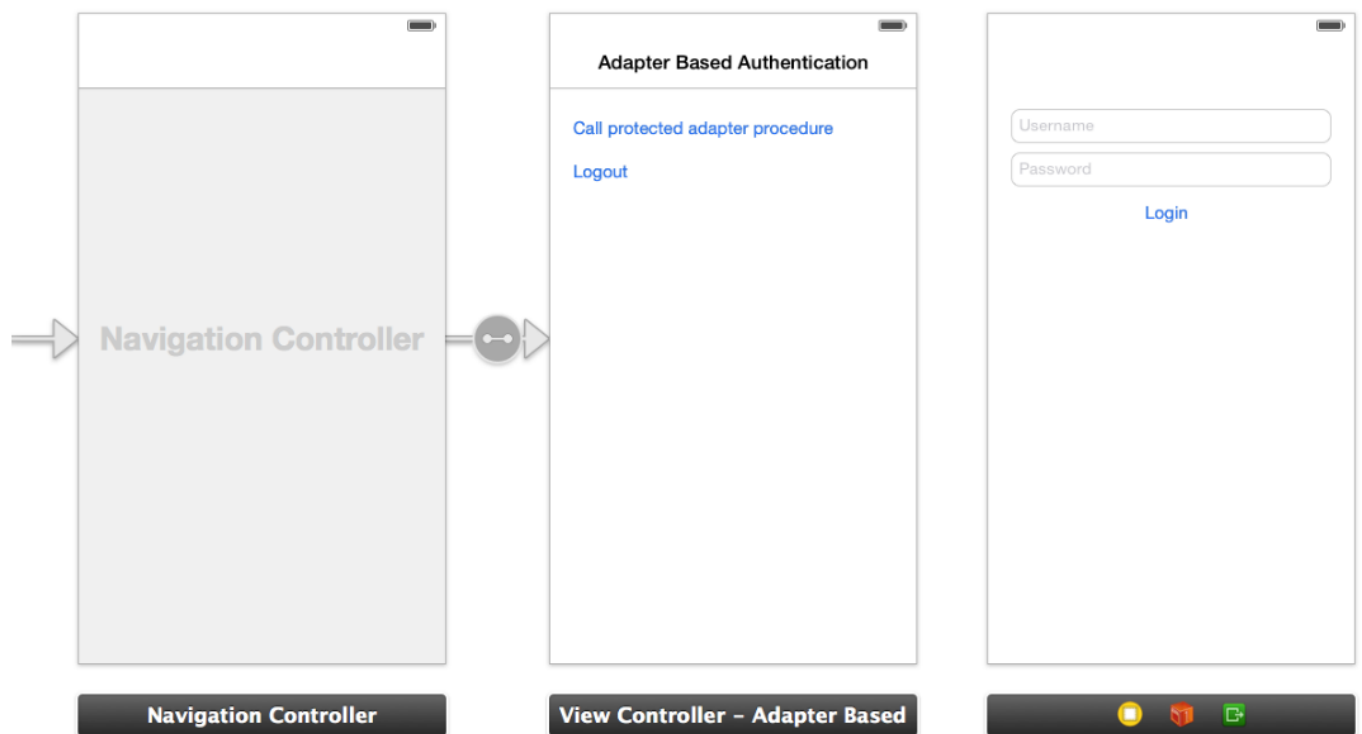 Navigation Controller
Navigation Controller
Adapter Based Authentication
Call protected adapter procedure
Logout
View Controller – Adapter Based
Username
Password
Login